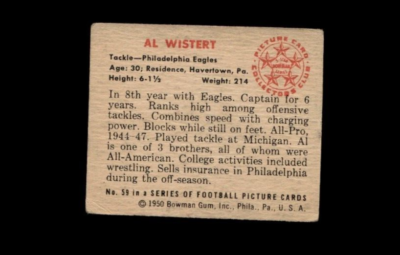 AL WISTERT
Tackle—Philadelphia Eagles
Age: 30; Residence, Havertown, Pa.
Height: 6-1½ Weight: 214
PICTURE CARD
COLLECTORS CLUB
In 8th year with Eagles. Captain for 6
years. Ranks high among offensive
tackles. Combines speed with charging
power. Blocks while still on feet. All-Pro,
1944-47. Played tackle at Michigan. Al
is one of 3 brothers, all of whom were
All-American. College activities included
wrestling. Sells insurance in Philadelphia
during the off-season.
No. 59 in a SERIES OF FOOTBALL PICTURE CARDS
©1950 Bowman Gum, Inc., Phila., Pa., U. S. A.